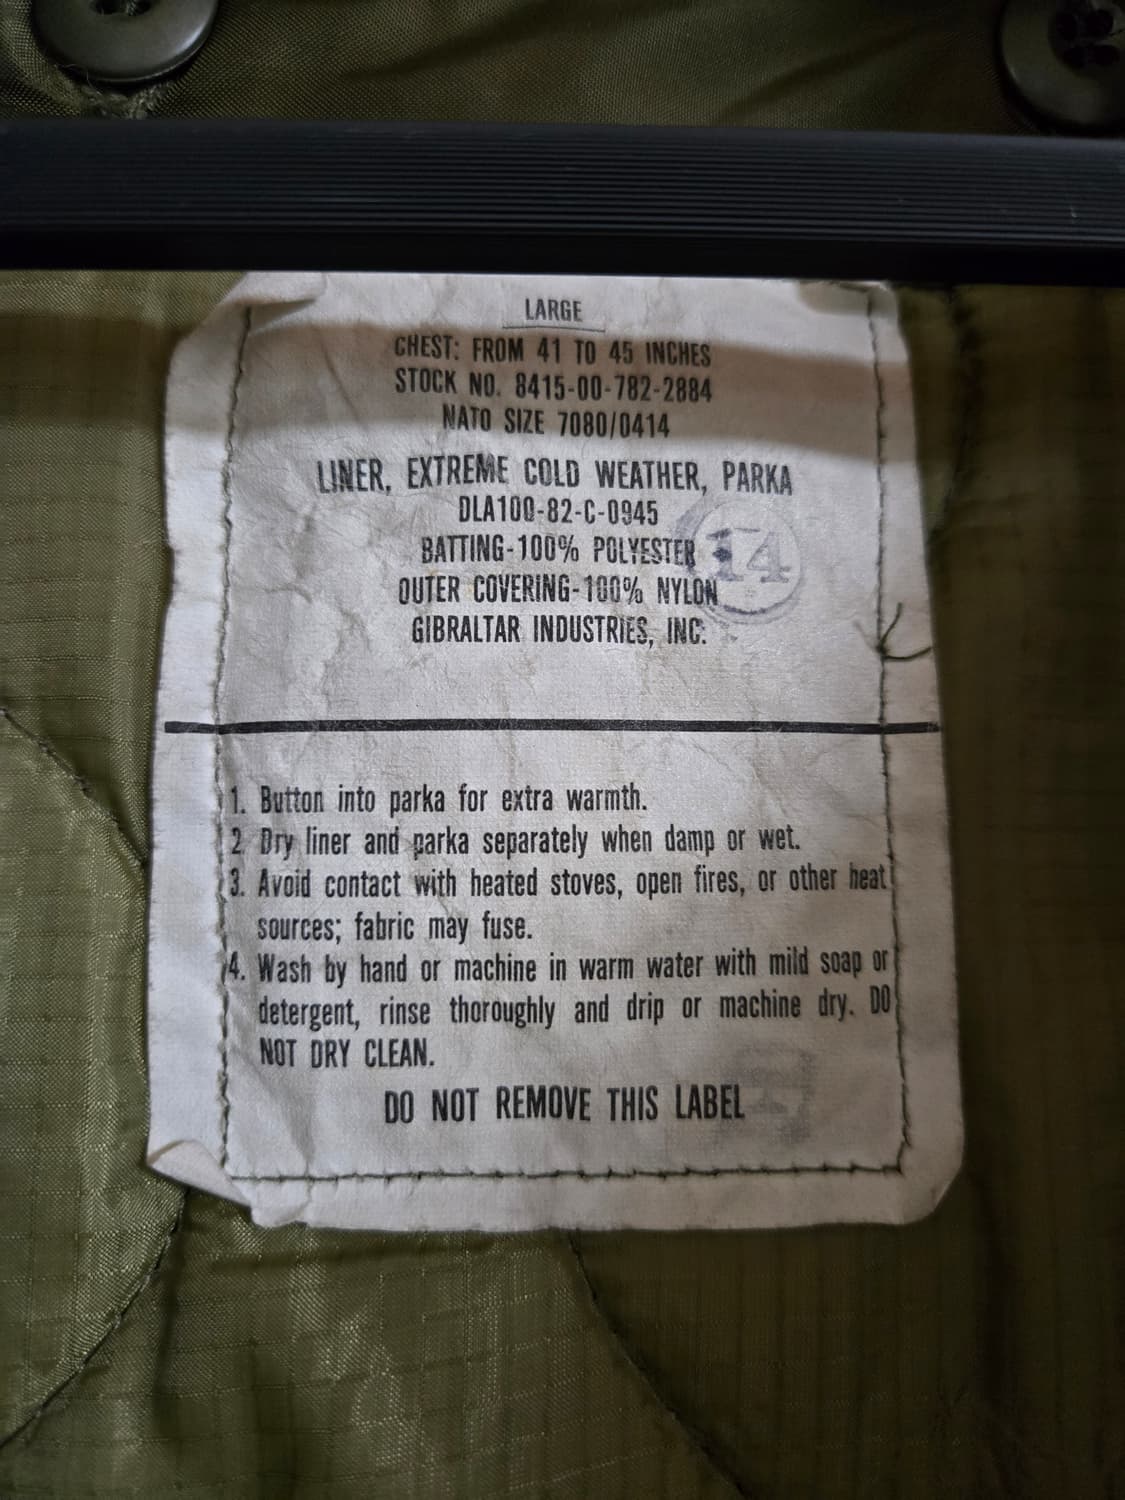 LARGE
CHEST: FROM 41 TO 45 INCHES
STOCK NO. 8415-00-782-2884
NATO SIZE 7080/0414
LINER, EXTREME COLD WEATHER, PARKA
DLA100-82-C-0945
BATTING-100% POLYESTER
14
OUTER COVERING-100% NYLON
GIBRALTAR INDUSTRIES, INC.
1. Button into parka for extra warmth.
2 Dry liner and parka separately when damp or wet.
3. Avoid contact with heated stoves, open fires, or other heat
sources; fabric may fuse.
4. Wash by hand or machine in warm water with mild soap or
detergent, rinse thoroughly and drip or machine dry. DO
NOT DRY CLEAN.
DO NOT REMOVE THIS LABEL